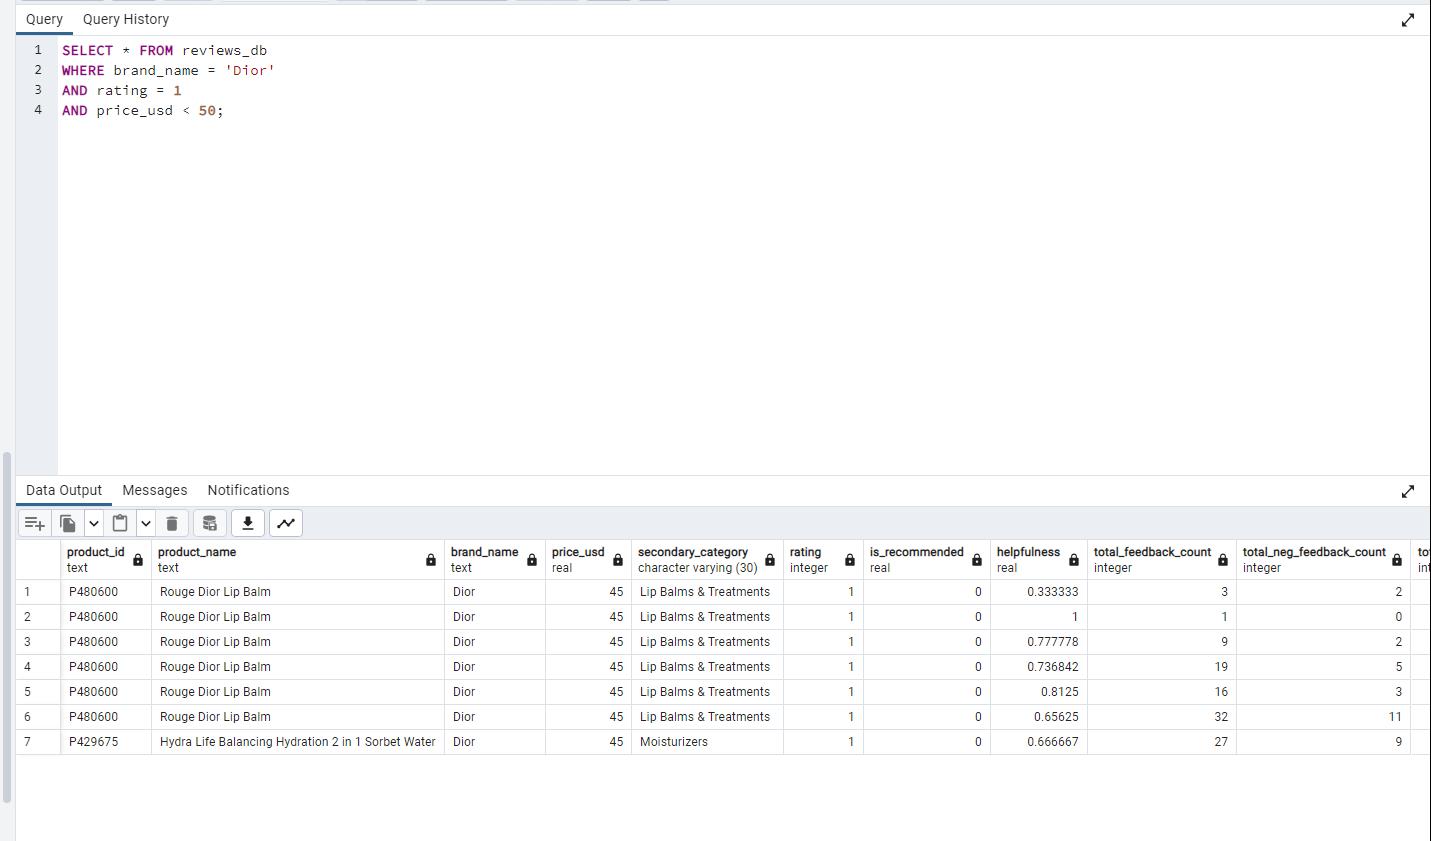 Query Query History
1 SELECT * FROM reviews_db
2 WHERE brand_name = 'Dior'
3 AND rating = 1
4 AND price_usd < 50;
Data Output Messages Notifications
product_id product_name brand_name price_usd secondary_category rating is_recommended helpfulness total_feedback_count total_neg_feedback_count to
text text text real character varying (30) integer real real integer integer int
1 P480600 Rouge Dior Lip Balm Dior 45 Lip Balms & Treatments 1 0 0.333333 3 2
2 P480600 Rouge Dior Lip Balm Dior 45 Lip Balms & Treatments 1 0 1 1 0
3 P480600 Rouge Dior Lip Balm Dior 45 Lip Balms & Treatments 1 0 0.777778 9 2
4 P480600 Rouge Dior Lip Balm Dior 45 Lip Balms & Treatments 1 0 0.736842 19 5
5 P480600 Rouge Dior Lip Balm Dior 45 Lip Balms & Treatments 1 0 0.8125 16 3
6 P480600 Rouge Dior Lip Balm Dior 45 Lip Balms & Treatments 1 0 0.65625 32 11
7 P429675 Hydra Life Balancing Hydration 2 in 1 Sorbet Water Dior 45 Moisturizers 1 0 0.666667 27 9